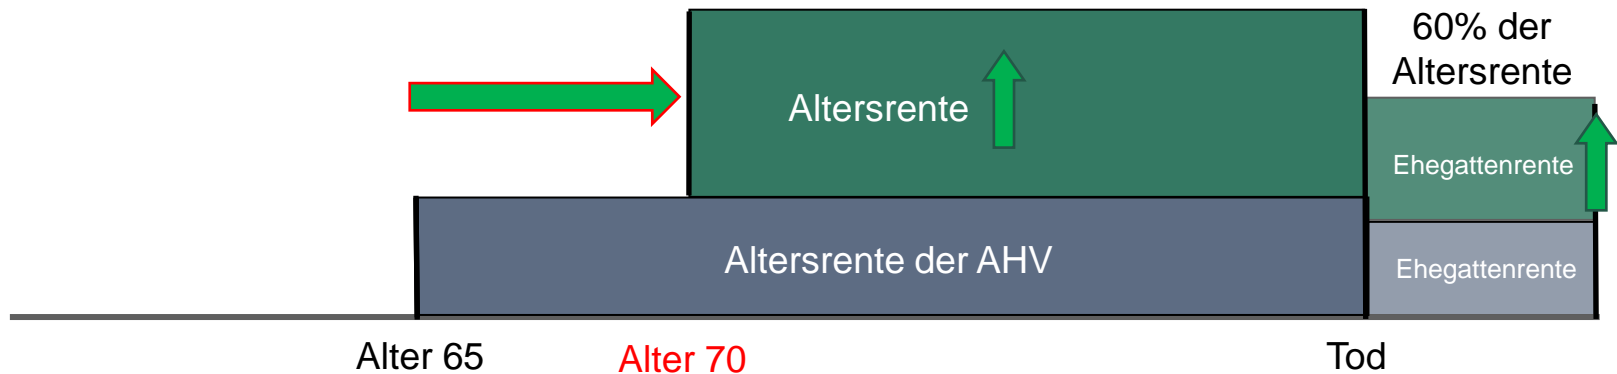 60% der
Altersrente
Altersrente
Ehegattenrente
Altersrente der AHV
Ehegattenrente
Alter 65
Alter 70
Tod